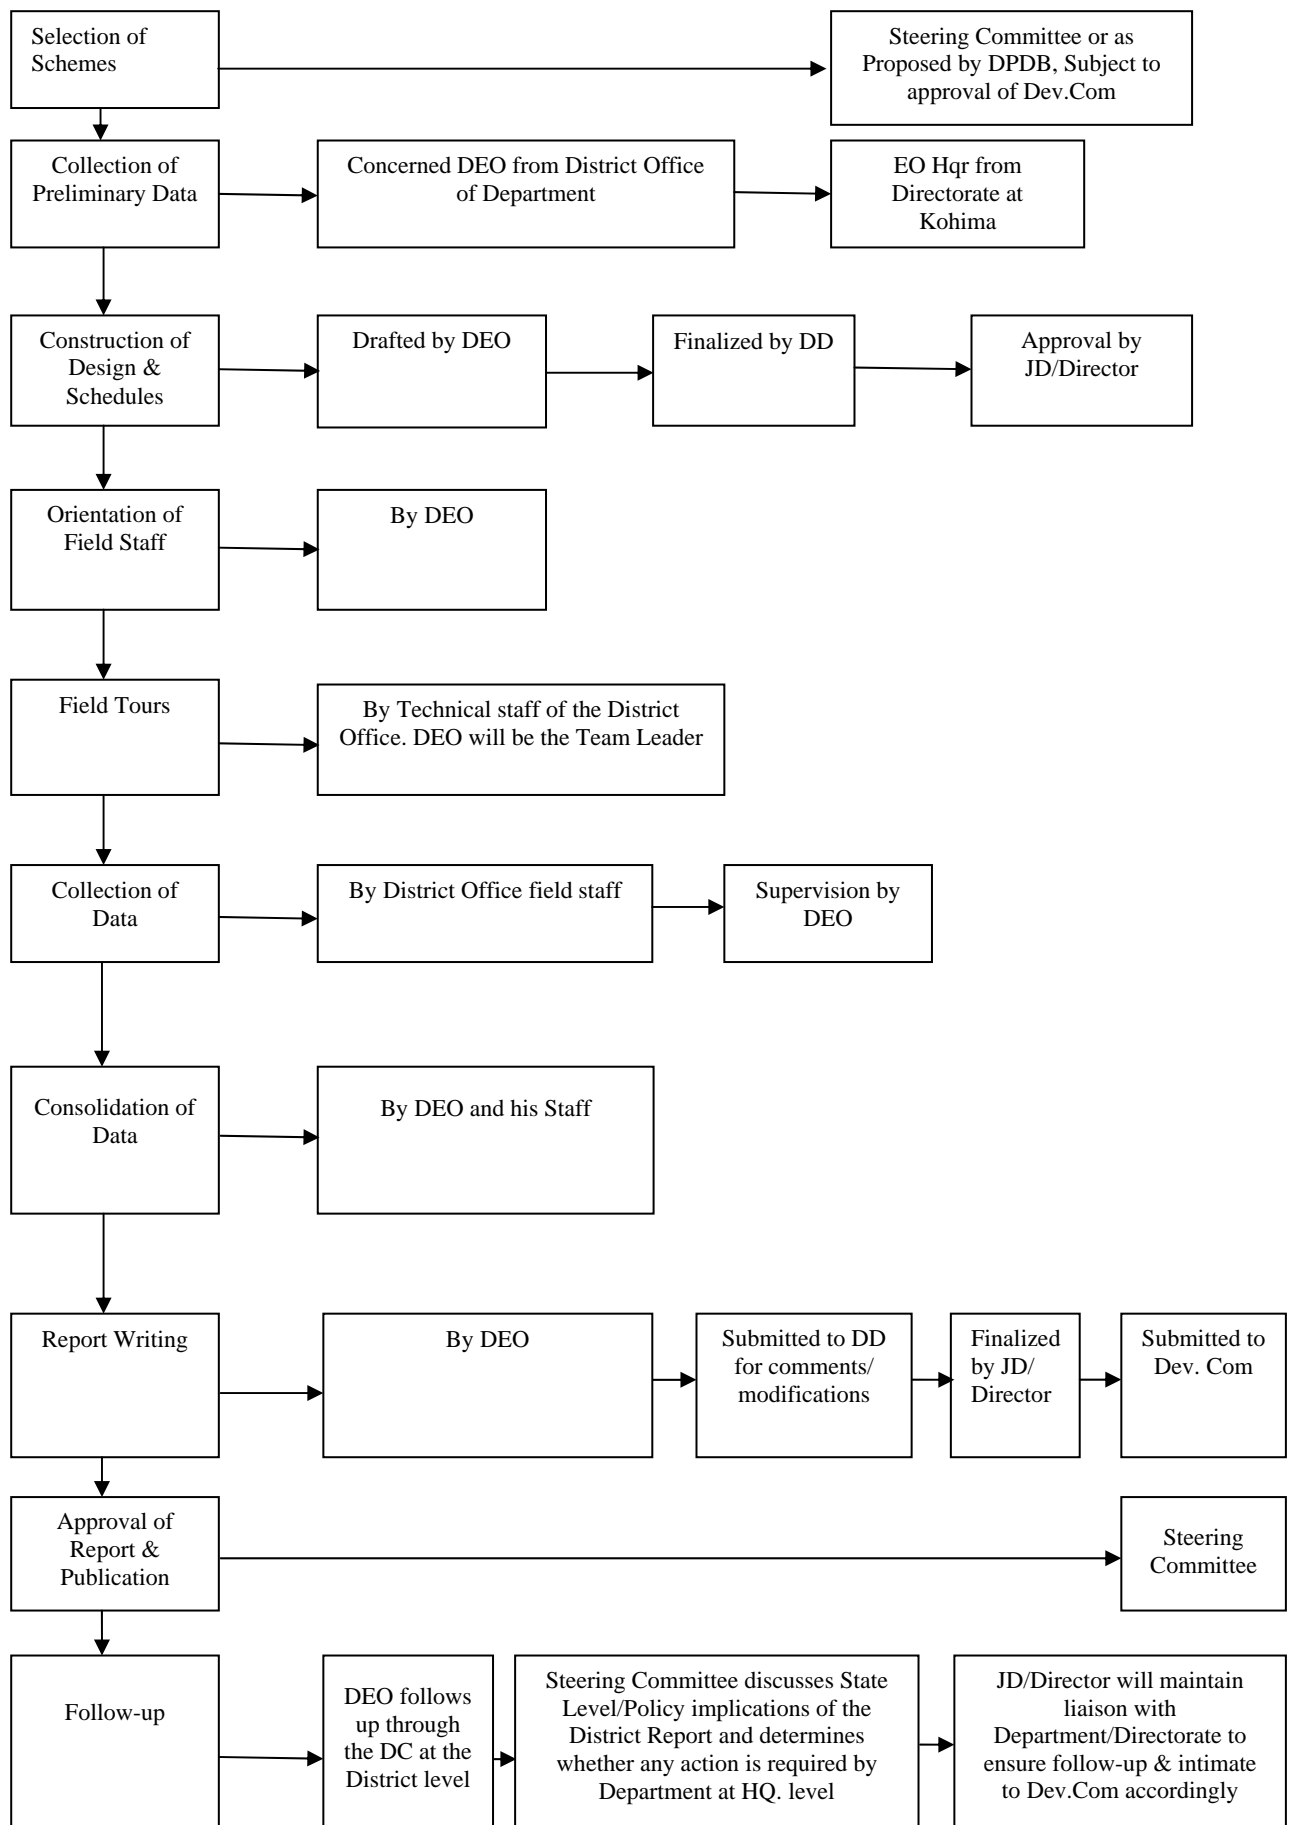 Selection of
Schemes
Steering Committee or as
Proposed by DPDB, Subject to
approval of Dev.Com
Collection of
Preliminary Data
Concerned DEO from District Office
of Department
EO Hqr from
Directorate at
Kohima
Construction of
Design &
Schedules
Drafted by DEO
Finalized by DD
Approval by
JD/Director
Orientation of
Field Staff
By DEO
Field Tours
By Technical staff of the District
Office. DEO will be the Team Leader
Collection of
Data
By District Office field staff
Supervision by
DEO
Consolidation of
Data
By DEO and his Staff
Report Writing
By DEO
Submitted to DD
for comments/
modifications
Finalized
by JD/
Director
Submitted to
Dev. Com
Approval of
Report &
Publication
Steering
Committee
Follow-up
DEO follows
up through
the DC at the
District level
Steering Committee discusses State
Level/Policy implications of the
District Report and determines
whether any action is required by
Department at HQ. level
JD/Director will maintain
liaison with
Department/Directorate to
ensure follow-up & intimate
to Dev.Com accordingly